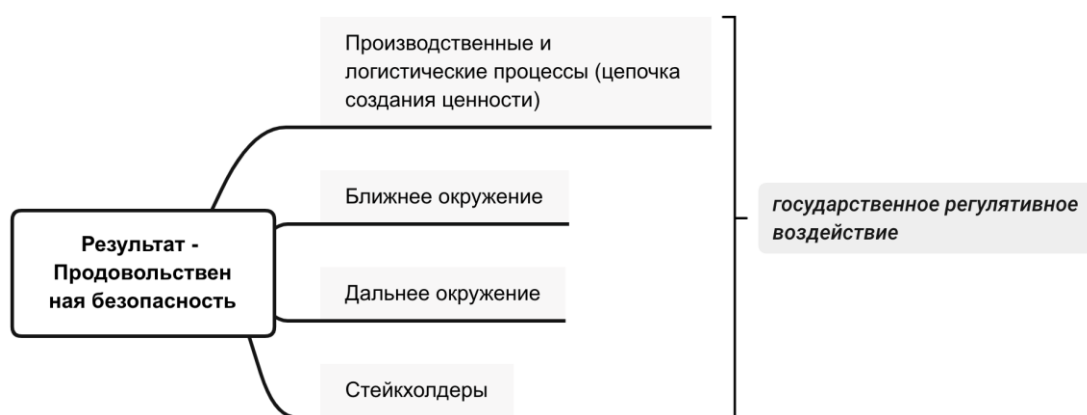 Производственные и
логистические процессы (цепочка
создания ценности)
Ближнее окружение
государственное регулятивное
воздействие
Результат -
Продовольствен
ная безопасность
Дальнее окружение
Стейкхолдеры